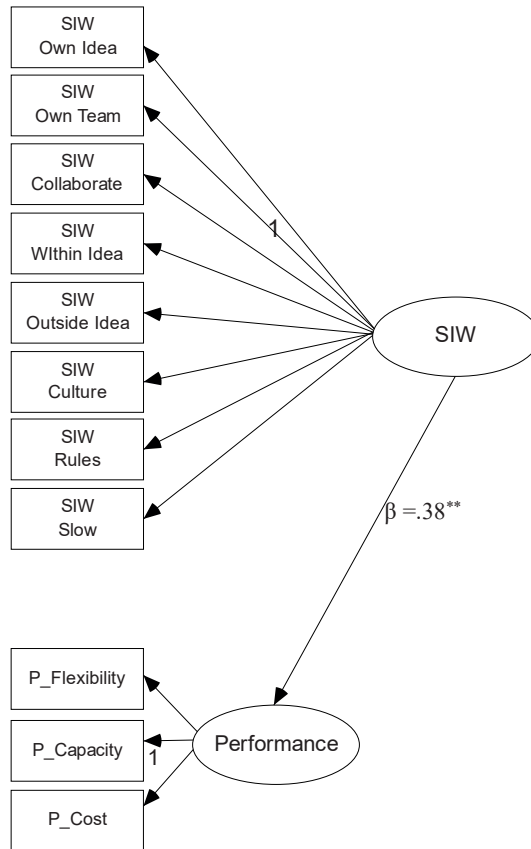 SIW
Own Idea
SIW
Own Team
SIW
Collaborate
1
SIW
WIthin Idea
SIW
Outside Idea
SIW
SIW
Culture
SIW
Rules
SIW
Slow
β =.38**
P_Flexibility
P_Capacity
Performance
1
P_Cost